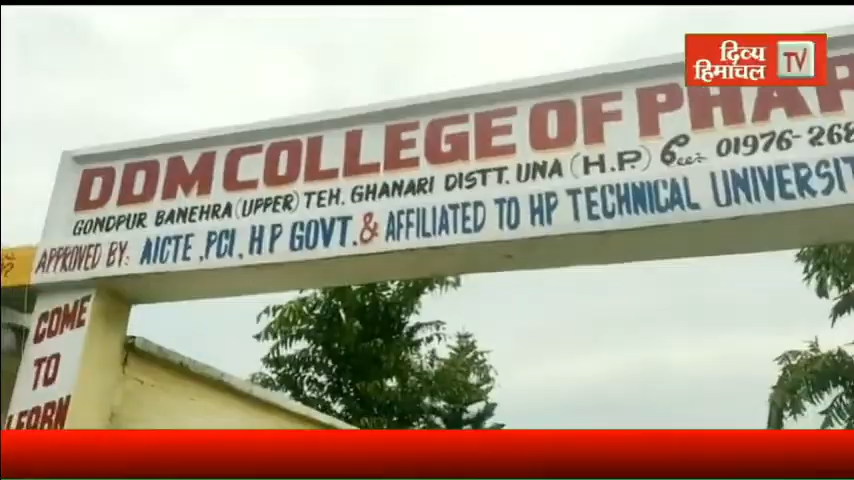 दिव्य
हिमाचल TV
DDM COLLEGE OF PHAR
GONDPUR BANEHRA (UPPER) TEH. GHANARI DISTT. UNA (H.P.) 01976-268
APPROVED BY: AICTE, PCI, H P GOVT. & AFFILIATED TO HP TECHNICAL UNIVERSIT
COME
TO
LEARN